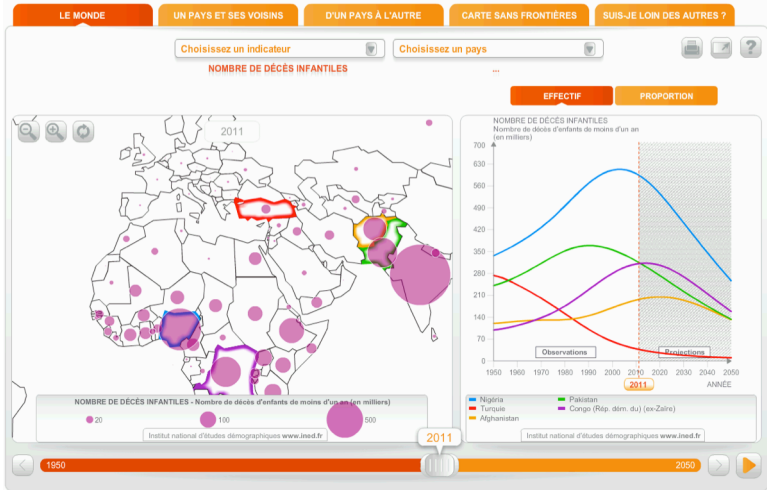 LE MONDE
UN PAYS ET SES VOISINS
D'UN PAYS À L'AUTRE
CARTE SANS FRONTIÈRES
SUIS-JE LOIN DES AUTRES ?
Choisissez un indicateur
Choisissez un pays
?
NOMBRE DE DÉCÈS INFANTILES
...
EFFECTIF
PROPORTION
2011
NOMBRE DE DÉCÈS INFANTILES
Nombre de décès d'enfants de moins d'un an
(en milliers)
700
630
560
490
420
350
280
210
140
70
0
Observations
Projections
1950 1960 1970 1980 1990 2000 2010 2020 2030 2040 2050
2011
ANNÉE
Nigéria
Turquie
Afghanistan
Pakistan
Congo (Rép. dém. du) (ex-Zaïre)
Institut national d'études démographiques www.ined.fr
NOMBRE DE DÉCÈS INFANTILES - Nombre de décès d'enfants de moins d'un an (en milliers)
20
100
500
Institut national d'études démographiques www.ined.fr
2011
1950
2050